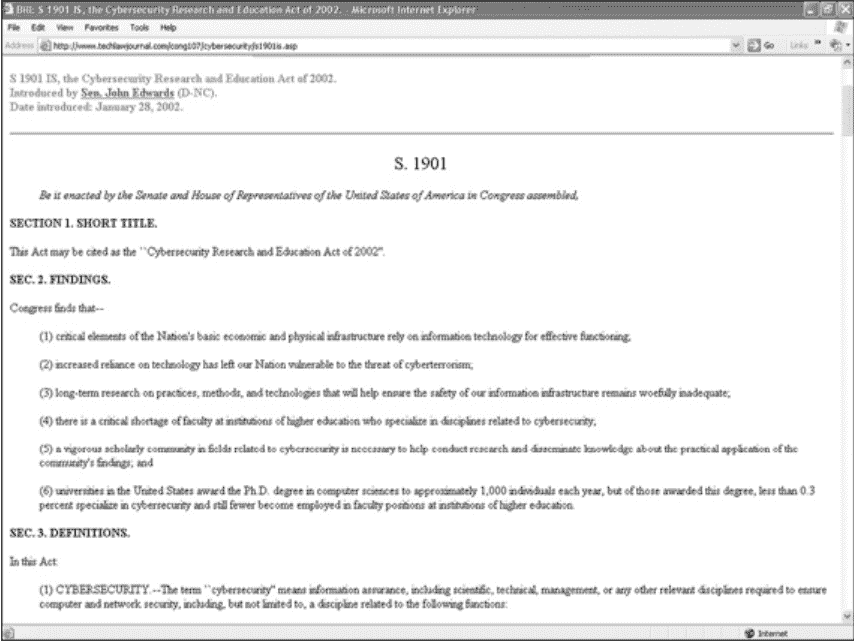 BHI: S 1901 IS, the Cybersecurity Research and Education Act of 2002. - Microsoft Internet Explorer
File Edit View Favorites Tools Help
Address http://www.techlawjournal.com/cong107/cybersecurity/s1901is.asp Go Links »
S 1901 IS, the Cybersecurity Research and Education Act of 2002.
Introduced by Sen. John Edwards (D-NC).
Date introduced: January 28, 2002.
S. 1901
Be it enacted by the Senate and House of Representatives of the United States of America in Congress assembled,
SECTION 1. SHORT TITLE.
This Act may be cited as the ``Cybersecurity Research and Education Act of 2002''.
SEC. 2. FINDINGS.
Congress finds that--
(1) critical elements of the Nation's basic economic and physical infrastructure rely on information technology for effective functioning;
(2) increased reliance on technology has left our Nation vulnerable to the threat of cyberterrorism;
(3) long-term research on practices, methods, and technologies that will help ensure the safety of our information infrastructure remains woefully inadequate;
(4) there is a critical shortage of faculty at institutions of higher education who specialize in disciplines related to cybersecurity;
(5) a vigorous scholarly community in fields related to cybersecurity is necessary to help conduct research and disseminate knowledge about the practical application of the
community's findings; and
(6) universities in the United States award the Ph.D. degree in computer sciences to approximately 1,000 individuals each year, but of those awarded this degree, less than 0.3
percent specialize in cybersecurity and still fewer become employed in faculty positions at institutions of higher education.
SEC. 3. DEFINITIONS.
In this Act:
(1) CYBERSECURITY.--The term ``cybersecurity'' means information assurance, including scientific, technical, management, or any other relevant disciplines required to ensure
computer and network security, including, but not limited to, a discipline related to the following functions:
Internet